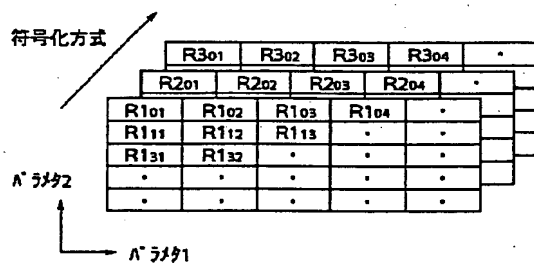 符号化方式
R301 R302 R303 R304 ・
R201 R202 R203 R204 ・
R101 R102 R103 R104 ・
R111 R112 R113 ・ ・
R131 R132 ・ ・ ・
・ ・ ・ ・ ・
・ ・ ・ ・ ・
パラメタ2
パラメタ1